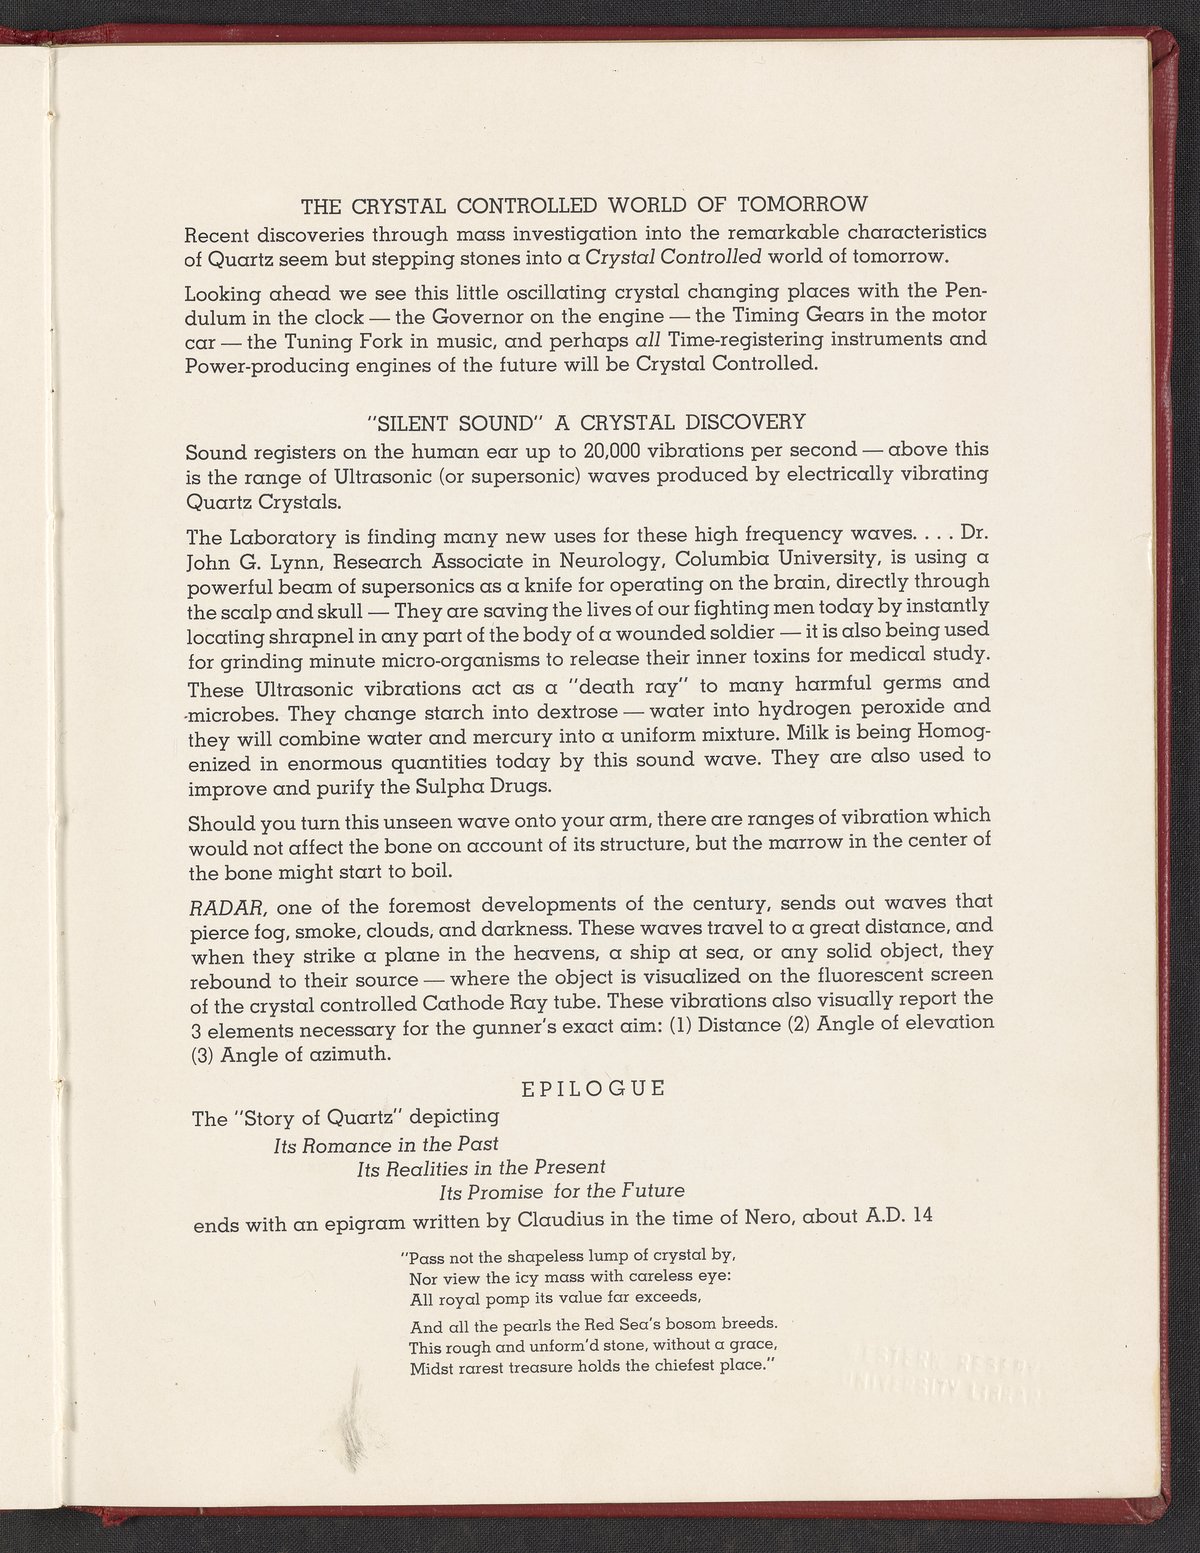 THE CRYSTAL CONTROLLED WORLD OF TOMORROW
Recent discoveries through mass investigation into the remarkable characteristics
of Quartz seem but stepping stones into a Crystal Controlled world of tomorrow.
Looking ahead we see this little oscillating crystal changing places with the Pen-
dulum in the clock — the Governor on the engine — the Timing Gears in the motor
car — the Tuning Fork in music, and perhaps all Time-registering instruments and
Power-producing engines of the future will be Crystal Controlled.
"SILENT SOUND" A CRYSTAL DISCOVERY
Sound registers on the human ear up to 20,000 vibrations per second — above this
is the range of Ultrasonic (or supersonic) waves produced by electrically vibrating
Quartz Crystals.
The Laboratory is finding many new uses for these high frequency waves. . . . Dr.
John G. Lynn, Research Associate in Neurology, Columbia University, is using a
powerful beam of supersonics as a knife for operating on the brain, directly through
the scalp and skull — They are saving the lives of our fighting men today by instantly
locating shrapnel in any part of the body of a wounded soldier — it is also being used
for grinding minute micro-organisms to release their inner toxins for medical study.
These Ultrasonic vibrations act as a "death ray" to many harmful germs and
microbes. They change starch into dextrose — water into hydrogen peroxide and
they will combine water and mercury into a uniform mixture. Milk is being Homog-
enized in enormous quantities today by this sound wave. They are also used to
improve and purify the Sulpha Drugs.
Should you turn this unseen wave onto your arm, there are ranges of vibration which
would not affect the bone on account of its structure, but the marrow in the center of
the bone might start to boil.
RADAR, one of the foremost developments of the century, sends out waves that
pierce fog, smoke, clouds, and darkness. These waves travel to a great distance, and
when they strike a plane in the heavens, a ship at sea, or any solid object, they
rebound to their source — where the object is visualized on the fluorescent screen
of the crystal controlled Cathode Ray tube. These vibrations also visually report the
3 elements necessary for the gunner's exact aim: (1) Distance (2) Angle of elevation
(3) Angle of azimuth.
EPILOGUE
The "Story of Quartz" depicting
Its Romance in the Past
Its Realities in the Present
Its Promise for the Future
ends with an epigram written by Claudius in the time of Nero, about A.D. 14
"Pass not the shapeless lump of crystal by,
Nor view the icy mass with careless eye:
All royal pomp its value far exceeds,
And all the pearls the Red Sea's bosom breeds.
This rough and unform'd stone, without a grace,
Midst rarest treasure holds the chiefest place."
RESERV
UNIVERSITY